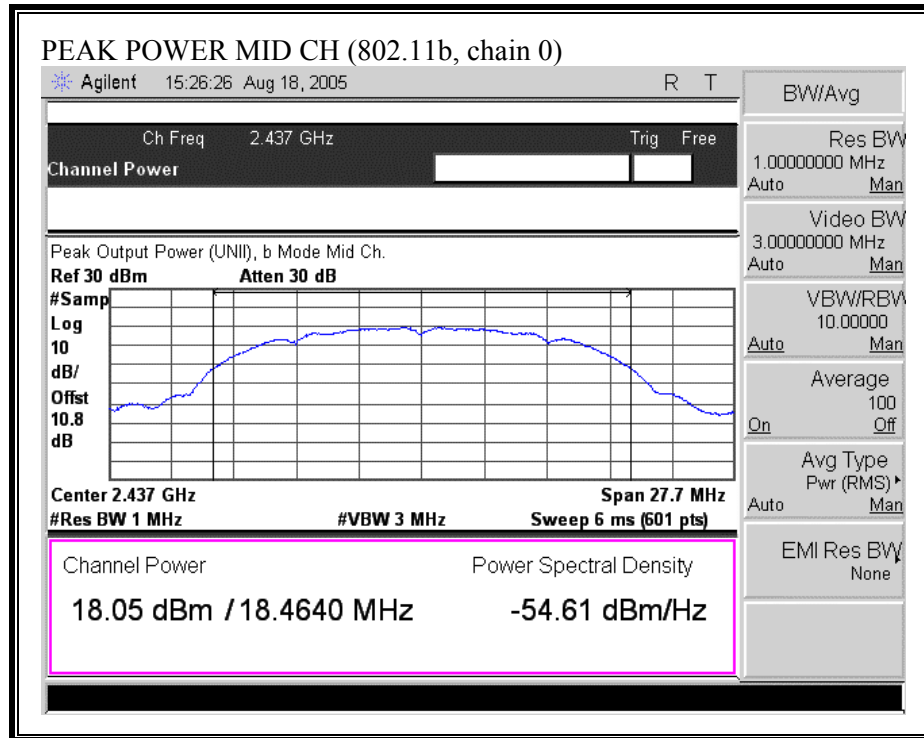 PEAK POWER MID CH (802.11b, chain 0)
Agilent 15:26:26 Aug 18, 2005 R T
Ch Freq 2.437 GHz Trig Free
Channel Power
Peak Output Power (UNII), b Mode Mid Ch.
Ref 30 dBm Atten 30 dB
#Samp
Log
10
dB/
Offst
10.8
dB
Center 2.437 GHz Span 27.7 MHz
#Res BW 1 MHz #VBW 3 MHz Sweep 6 ms (601 pts)
Channel Power Power Spectral Density
18.05 dBm / 18.4640 MHz -54.61 dBm/Hz
BW/Avg
Res BW
1.00000000 MHz
Auto Man
Video BW
3.00000000 MHz
Auto Man
VBW/RBW
10.00000
Auto Man
Average
100
On Off
Avg Type
Pwr (RMS)
Auto Man
EMI Res BW
None